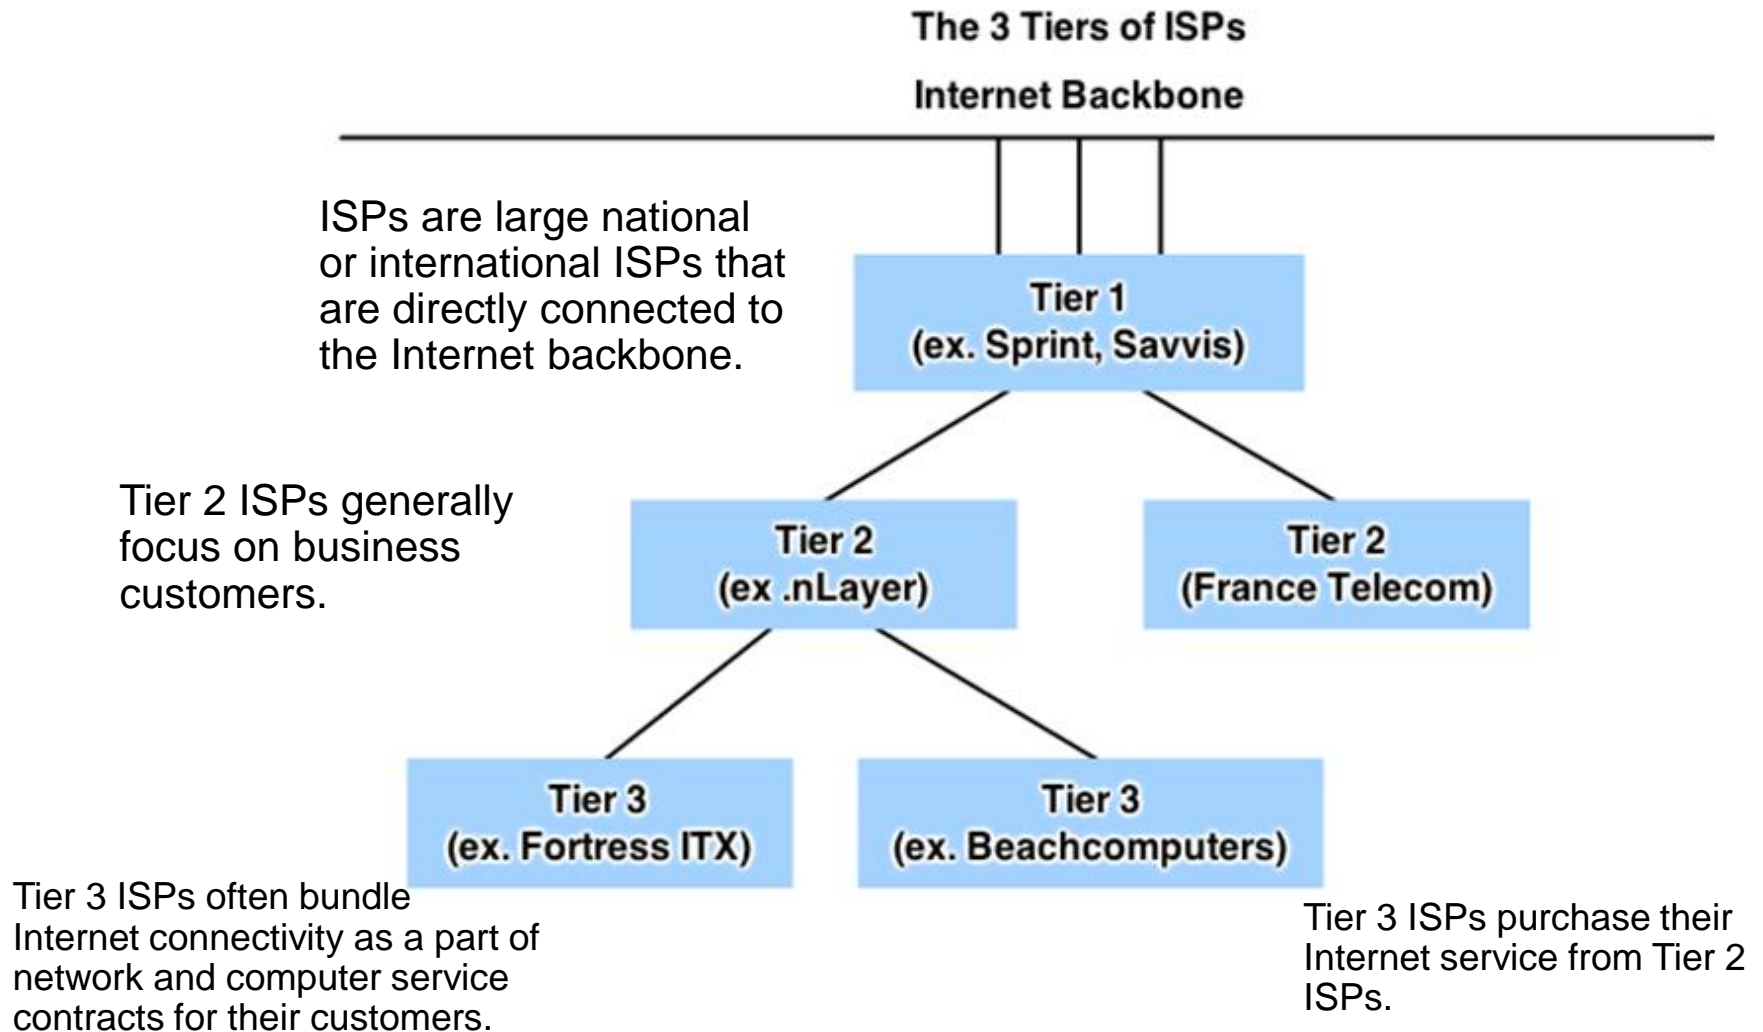 The 3 Tiers of ISPs
Internet Backbone
ISPs are large national
or international ISPs that
are directly connected to
the Internet backbone.
Tier 1
(ex. Sprint, Savvis)
Tier 2 ISPs generally
focus on business
customers.
Tier 2
(ex .nLayer)
Tier 2
(France Telecom)
Tier 3
(ex. Fortress ITX)
Tier 3
(ex. Beachcomputers)
Tier 3 ISPs often bundle
Internet connectivity as a part of
network and computer service
contracts for their customers.
Tier 3 ISPs purchase their
Internet service from Tier 2
ISPs.